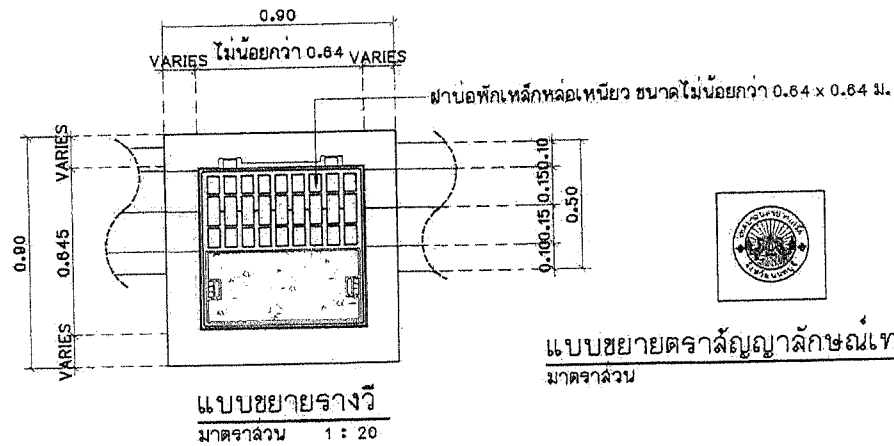 0.90
VARIES ไม่น้อยกว่า 0.64 VARIES
ฝาบ่อพักเหล็กหล่อเหนียว ขนาดไม่น้อยกว่า 0.64 x 0.64 ม.
VARIES
0.90
0.645
VARIES
0.10
0.15
0.15
0.10
0.50
แบบขยายรางวี
มาตราส่วน 1 : 20
แบบขยายตราสัญญาลักษณ์เท
มาตราส่วน